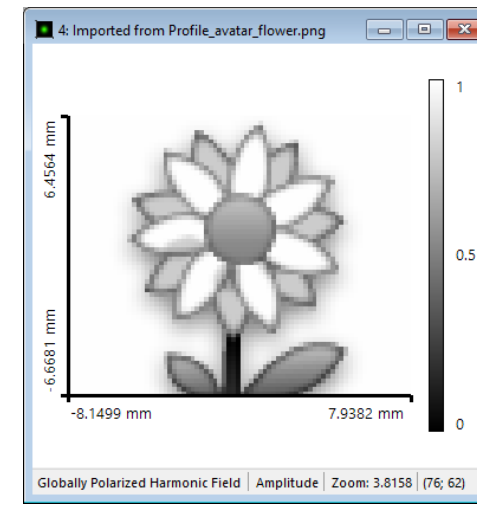 4: Imported from Profile_avatar_flower.png
1
6.4564 mm
0.5
-6.6681 mm
0
-8.1499 mm 7.9382 mm
Globally Polarized Harmonic Field Amplitude Zoom: 3.8158 (76; 62)